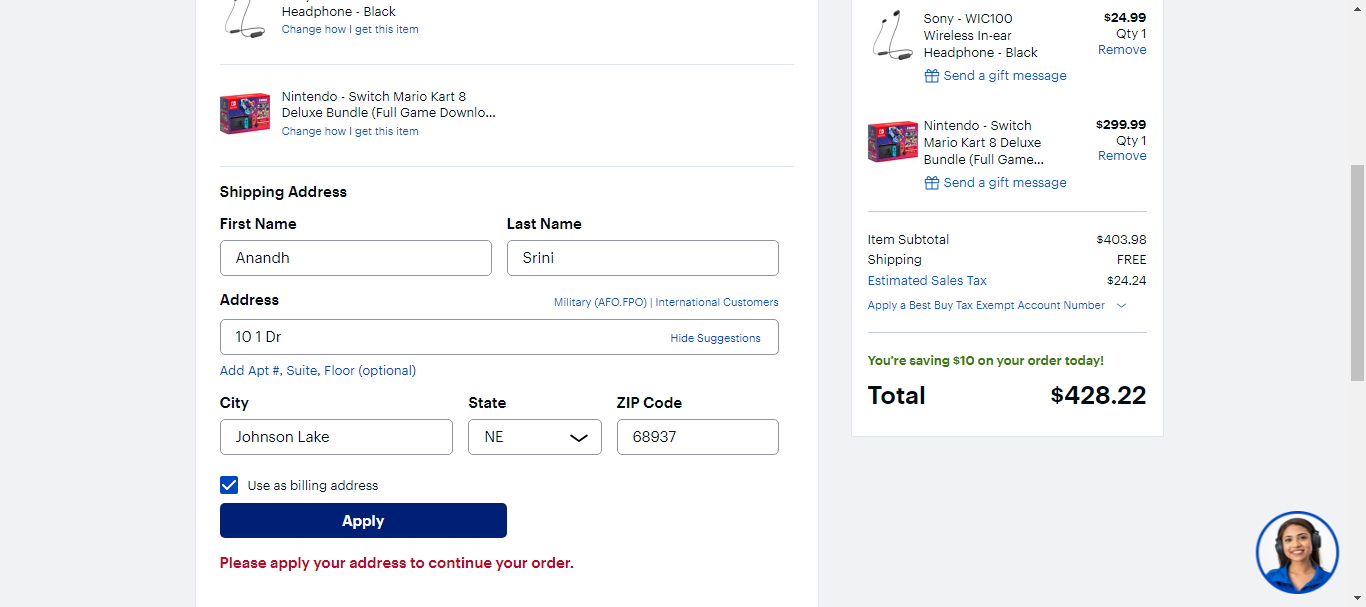 Headphone - Black
Change how I get this item
Nintendo - Switch Mario Kart 8
Deluxe Bundle (Full Game Downlo...
Change how I get this item
Shipping Address
First Name
Last Name
Anandh
Srini
Address
Military (AFO.FPO) | International Customers
10 1 Dr
Hide Suggestions
Add Apt #, Suite, Floor (optional)
City
State
ZIP Code
Johnson Lake
NE
68937
Use as billing address
Apply
Please apply your address to continue your order.
Sony - WIC100
Wireless In-ear
Headphone - Black
$24.99
Qty 1
Remove
Send a gift message
Nintendo - Switch
Mario Kart 8 Deluxe
Bundle (Full Game...
$299.99
Qty 1
Remove
Send a gift message
Item Subtotal $403.98
Shipping FREE
Estimated Sales Tax $24.24
Apply a Best Buy Tax Exempt Account Number
You're saving $10 on your order today!
Total $428.22